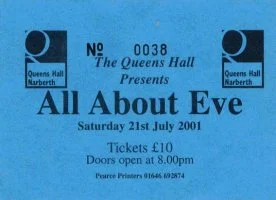 Nº 0038
The Queens Hall
Presents
Queens Hall
Narberth
Queens Hall
Narberth
All About Eve
Saturday 21st July 2001
Tickets £10
Doors open at 8.00pm
Pearce Printers 01646 692874